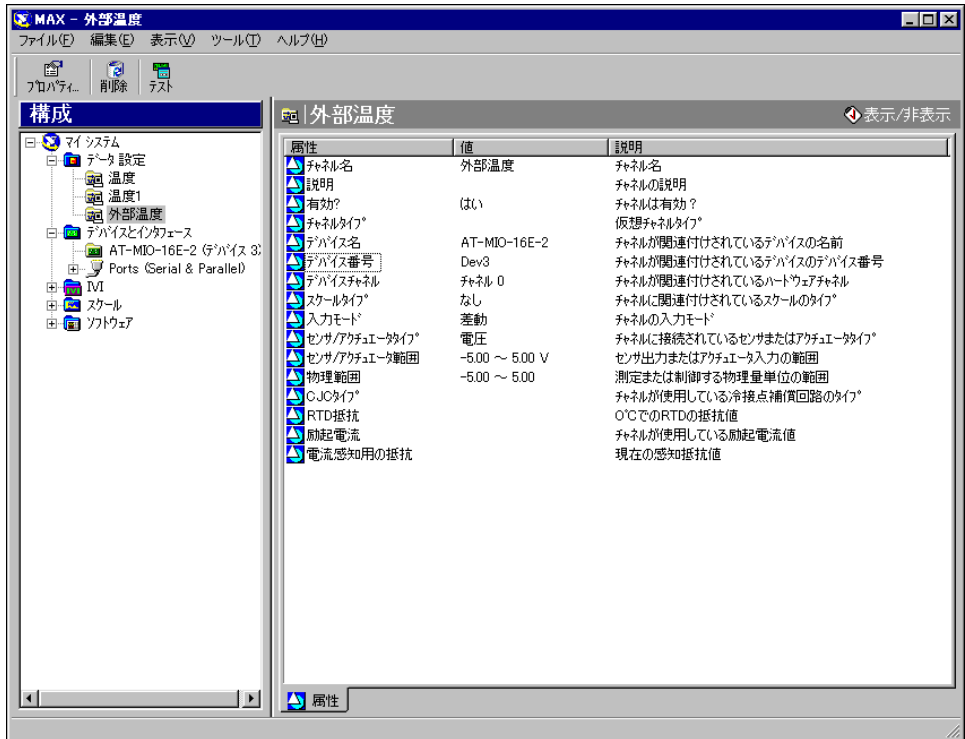 MAX - 外部温度
ファイル(F) 編集(E) 表示(V) ツール(T) ヘルプ(H)
プロパティ... 削除 テスト
構成
マイ システム
データ 設定
温度
温度1
外部温度
デバイスとインタフェース
AT-MIO-16E-2 (デバイス 3)
Ports (Serial & Parallel)
IVI
スケール
ソフトウェア
外部温度 表示/非表示
属性 値 説明
チャネル名 外部温度 チャネル名
説明 チャネルの説明
有効? はい チャネルは有効?
チャネルタイプ 仮想チャネルタイプ
デバイス名 AT-MIO-16E-2 チャネルが関連付けされているデバイスの名前
デバイス番号 Dev3 チャネルが関連付けされているデバイスのデバイス番号
デバイスチャネル チャネル 0 チャネルが関連付けされているハードウェアチャネル
スケールタイプ なし チャネルに関連付けされているスケールのタイプ
入力モード 差動 チャネルの入力モード
センサ/アクチュエータタイプ 電圧 チャネルに接続されているセンサまたはアクチュエータタイプ
センサ/アクチュエータ範囲 -5.00 ~ 5.00 V センサ出力またはアクチュエータ入力の範囲
物理範囲 -5.00 ~ 5.00 測定または制御する物理量単位の範囲
CJCタイプ チャネルが使用している冷接点補償回路のタイプ
RTD抵抗 0℃でのRTDの抵抗値
励起電流 チャネルが使用している励起電流値
電流感知用の抵抗 現在の感知抵抗値
属性